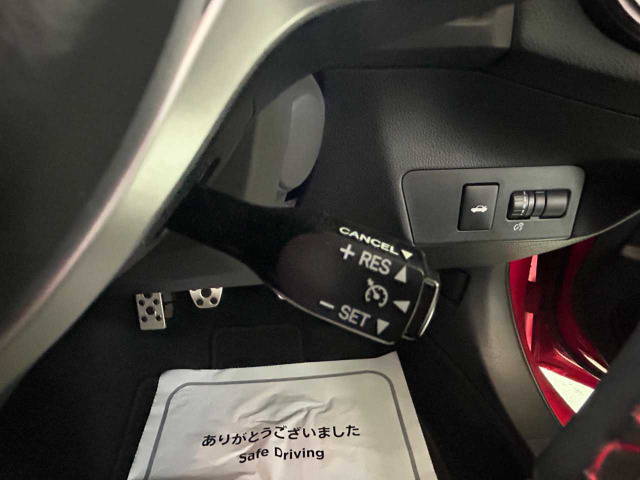 CANCEL▼
+ RES ▲
◀
− SET ▼
ありがとうございました
Safe Driving